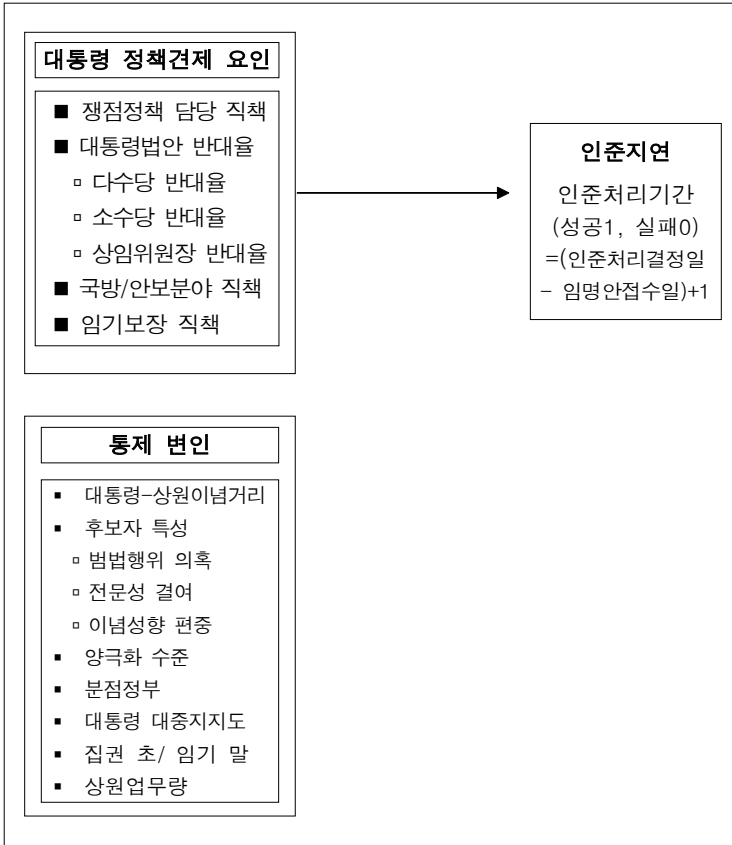 대통령 정책견제 요인
■ 쟁점정책 담당 직책
■ 대통령법안 반대율
▫ 다수당 반대율
▫ 소수당 반대율
▫ 상임위원장 반대율
■ 국방/안보분야 직책
■ 임기보장 직책
인준지연
인준처리기간
(성공1, 실패0)
=(인준처리결정일
- 임명안접수일)+1
통제 변인
▪ 대통령-상원이념거리
▪ 후보자 특성
▫ 범법행위 의혹
▫ 전문성 결여
▫ 이념성향 편중
▪ 양극화 수준
▪ 분점정부
▪ 대통령 대중지지도
▪ 집권 초/ 임기 말
▪ 상원업무량